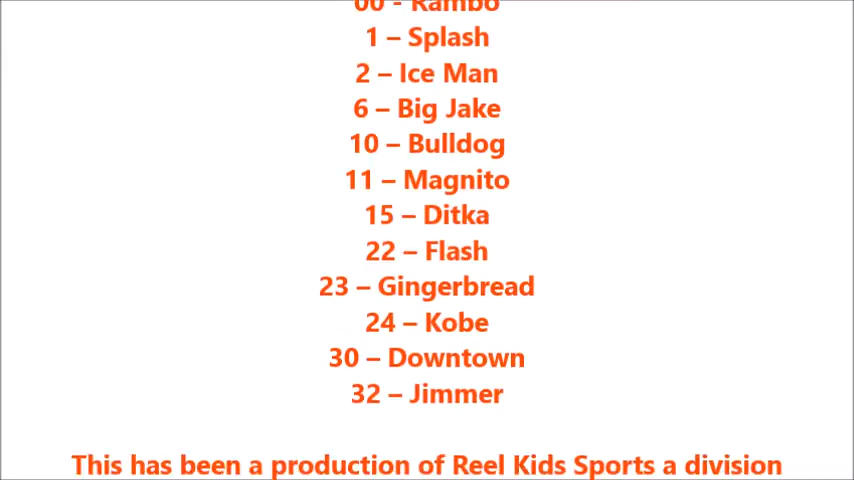 00 - Rambo
1 – Splash
2 – Ice Man
6 – Big Jake
10 – Bulldog
11 – Magnito
15 – Ditka
22 – Flash
23 – Gingerbread
24 – Kobe
30 – Downtown
32 – Jimmer
This has been a production of Reel Kids Sports a division